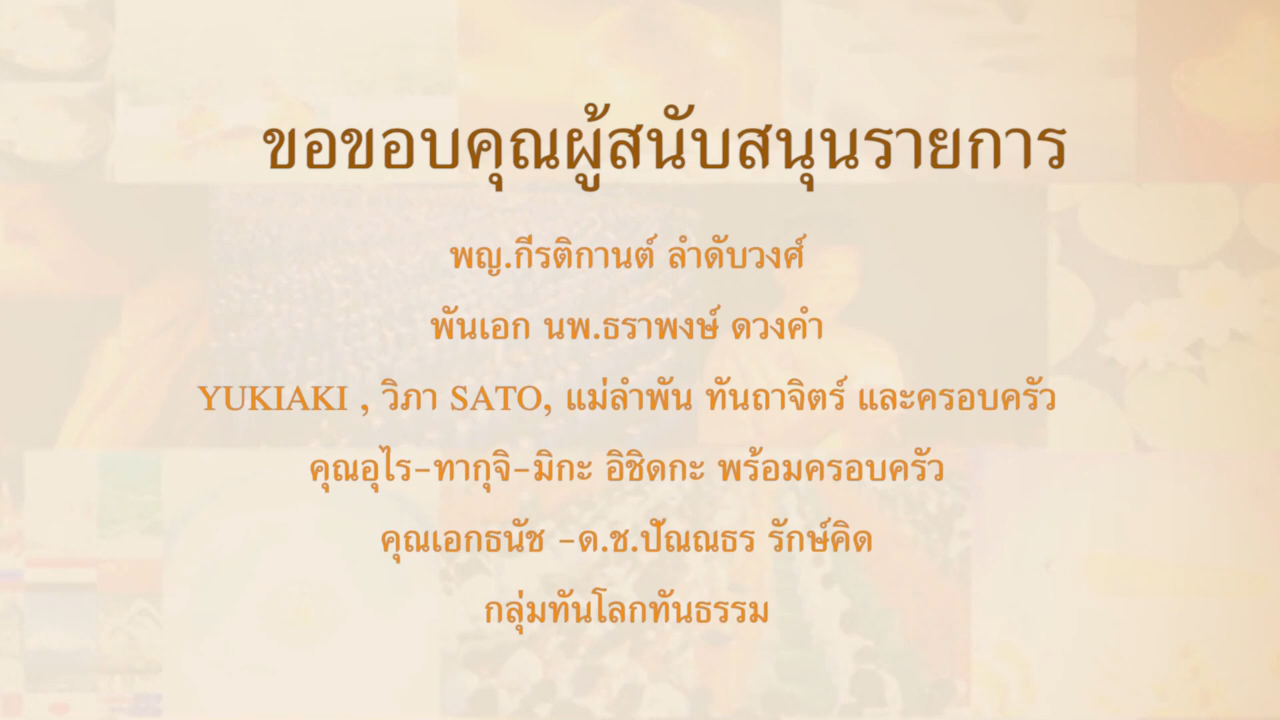 ขอขอบคุณผู้สนับสนุนรายการ
พญ.กีรติกานต์ ลำดับวงศ์
พันเอก นพ.ธราพงษ์ ดวงคำ
YUKIAKI , วิภา SATO, แม่ลำพัน ทันถาจิตร์ และครอบครัว
คุณอุไร-ทากุจิ-มิกะ อิชิดกะ พร้อมครอบครัว
คุณเอกธนัช -ด.ช.ปัณณธร รักษ์คิด
กลุ่มทันโลกทันธรรม